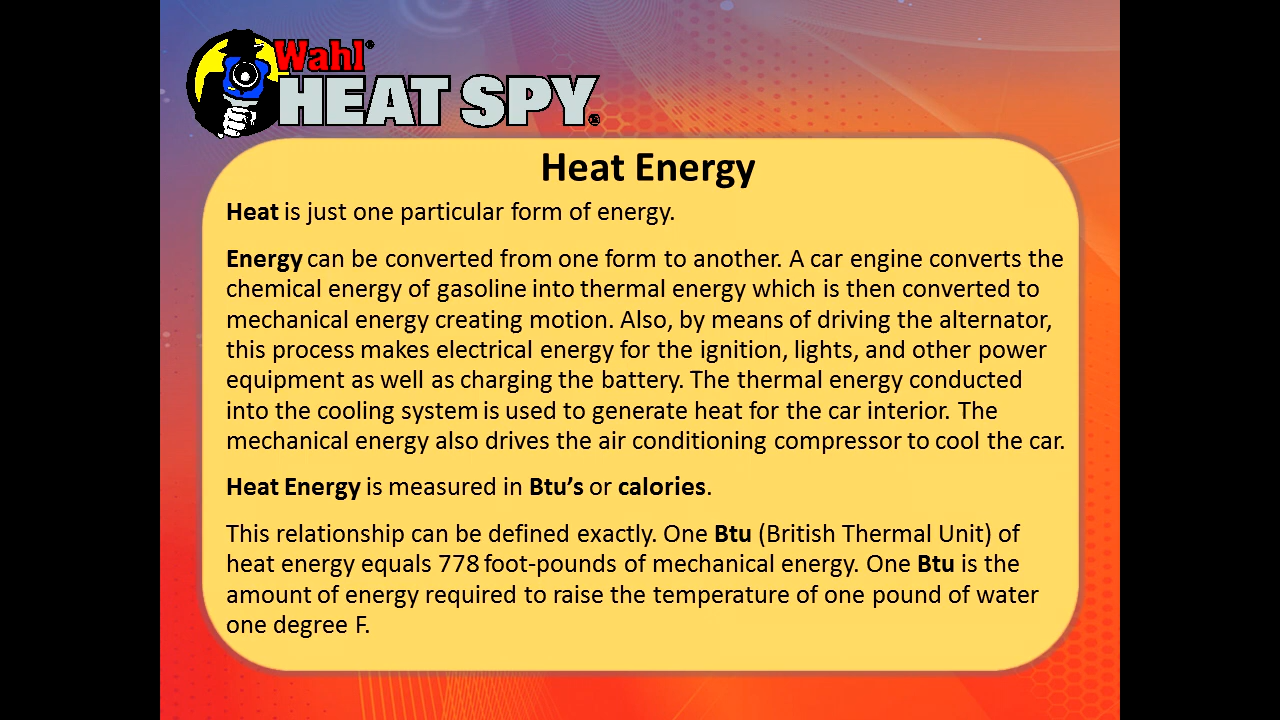 Wahl®
HEAT SPY®
Heat Energy
Heat is just one particular form of energy.
Energy can be converted from one form to another. A car engine converts the
chemical energy of gasoline into thermal energy which is then converted to
mechanical energy creating motion. Also, by means of driving the alternator,
this process makes electrical energy for the ignition, lights, and other power
equipment as well as charging the battery. The thermal energy conducted
into the cooling system is used to generate heat for the car interior. The
mechanical energy also drives the air conditioning compressor to cool the car.
Heat Energy is measured in Btu’s or calories.
This relationship can be defined exactly. One Btu (British Thermal Unit) of
heat energy equals 778 foot-pounds of mechanical energy. One Btu is the
amount of energy required to raise the temperature of one pound of water
one degree F.